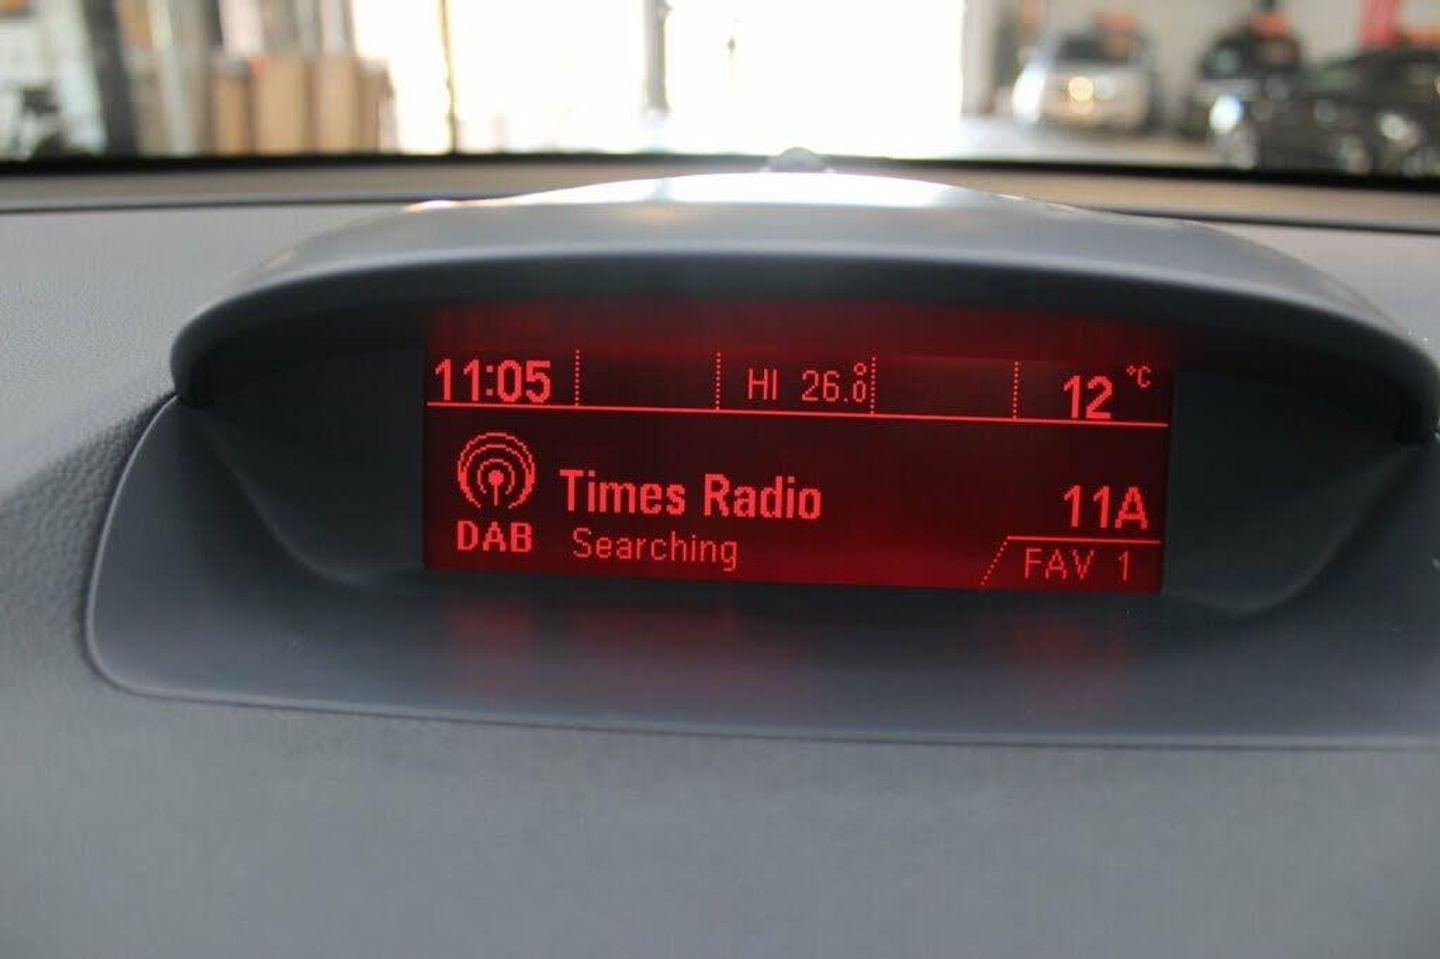 11:05 HI 26.0° 12 °C
Times Radio 11A
DAB Searching FAV 1